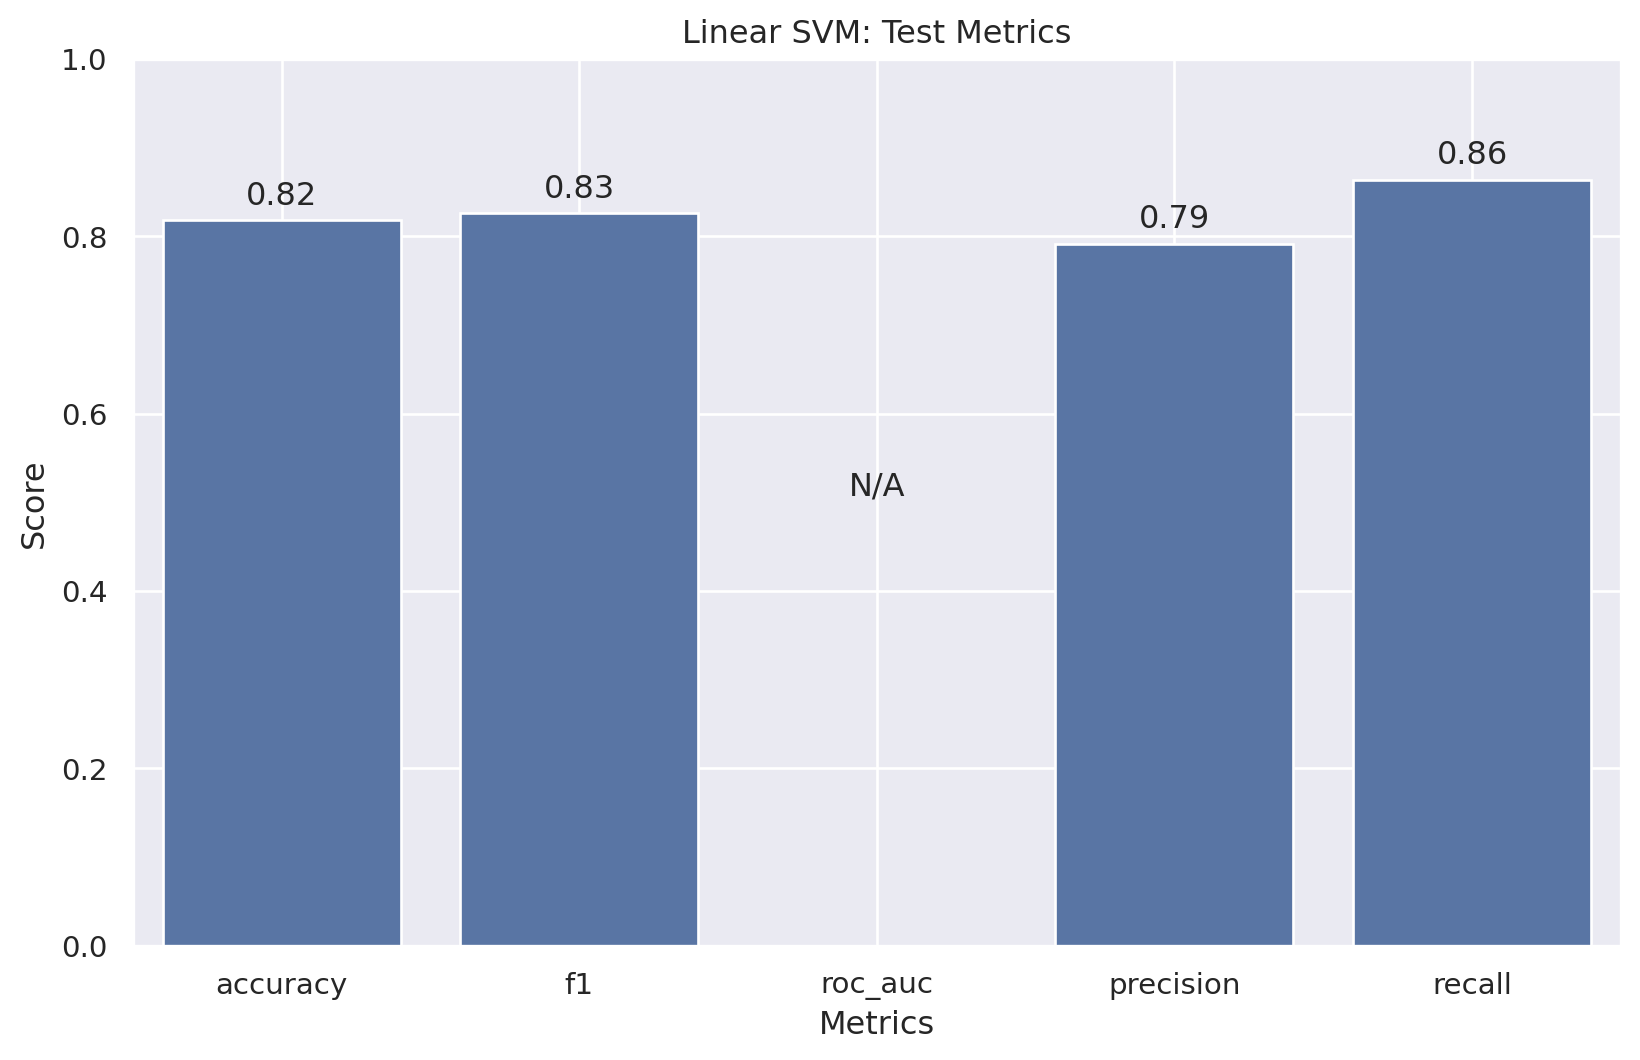 Linear SVM: Test Metrics
1.0
0.8
0.6
0.4
0.2
0.0
Score
0.82
0.83
N/A
0.79
0.86
accuracy
f1
roc_auc
precision
recall
Metrics